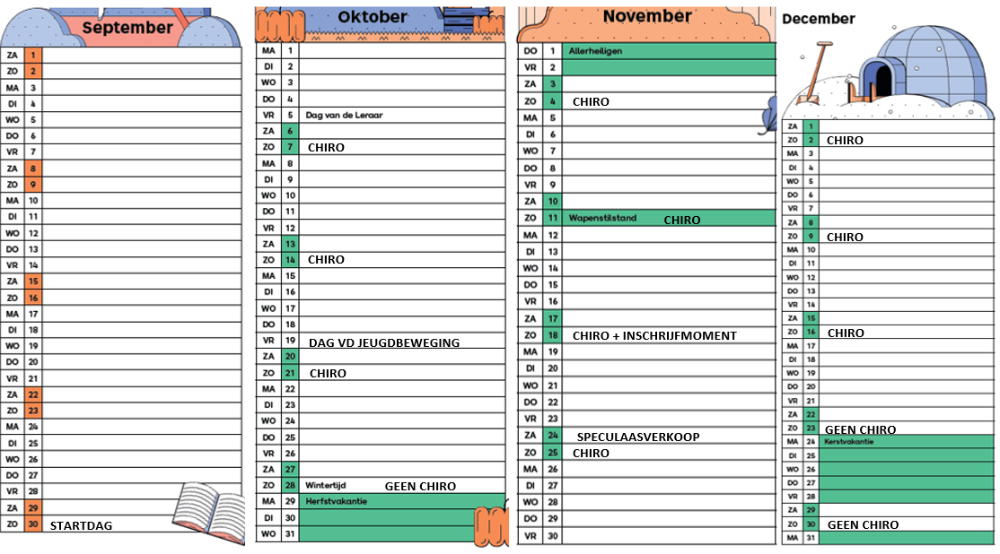 September
ZA 1
ZO 2
MA 3
DI 4
WO 5
DO 6
VR 7
ZA 8
ZO 9
MA 10
DI 11
WO 12
DO 13
VR 14
ZA 15
ZO 16
MA 17
DI 18
WO 19
DO 20
VR 21
ZA 22
ZO 23
MA 24
DI 25
WO 26
DO 27
VR 28
ZA 29
ZO 30 STARTDAG
Oktober
MA 1
DI 2
WO 3
DO 4
VR 5 Dag van de Leraar
ZA 6
ZO 7 CHIRO
MA 8
DI 9
WO 10
DO 11
VR 12
ZA 13
ZO 14 CHIRO
MA 15
DI 16
WO 17
DO 18
VR 19 DAG VD JEUGDBEWEGING
ZA 20
ZO 21 CHIRO
MA 22
DI 23
WO 24
DO 25
VR 26
ZA 27
ZO 28 Wintertijd GEEN CHIRO
MA 29 Herfstvakantie
DI 30
WO 31
November
DO 1 Allerheiligen
VR 2
ZA 3
ZO 4 CHIRO
MA 5
DI 6
WO 7
DO 8
VR 9
ZA 10
ZO 11 Wapenstilstand CHIRO
MA 12
DI 13
WO 14
DO 15
VR 16
ZA 17
ZO 18 CHIRO + INSCHRIJFMOMENT
MA 19
DI 20
WO 21
DO 22
VR 23
ZA 24 SPECULAASVERKOOP
ZO 25 CHIRO
MA 26
DI 27
WO 28
DO 29
VR 30
December
ZA 1
ZO 2 CHIRO
MA 3
DI 4
WO 5
DO 6
VR 7
ZA 8
ZO 9 CHIRO
MA 10
DI 11
WO 12
DO 13
VR 14
ZA 15
ZO 16 CHIRO
MA 17
DI 18
WO 19
DO 20
VR 21
ZA 22
ZO 23 GEEN CHIRO
MA 24 Kerstvakantie
DI 25
WO 26
DO 27
VR 28
ZA 29
ZO 30 GEEN CHIRO
MA 31